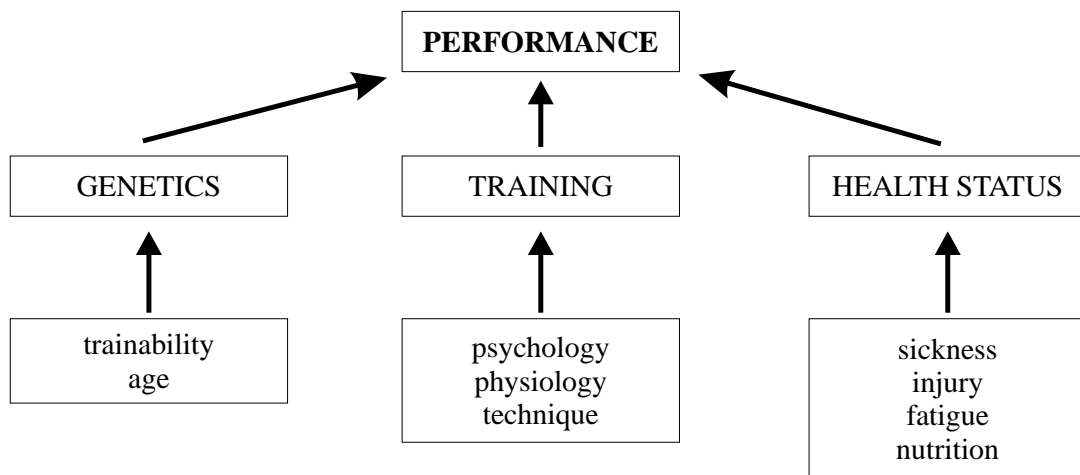 PERFORMANCE
GENETICS
TRAINING
HEALTH STATUS
trainability
age
psychology
physiology
technique
sickness
injury
fatigue
nutrition